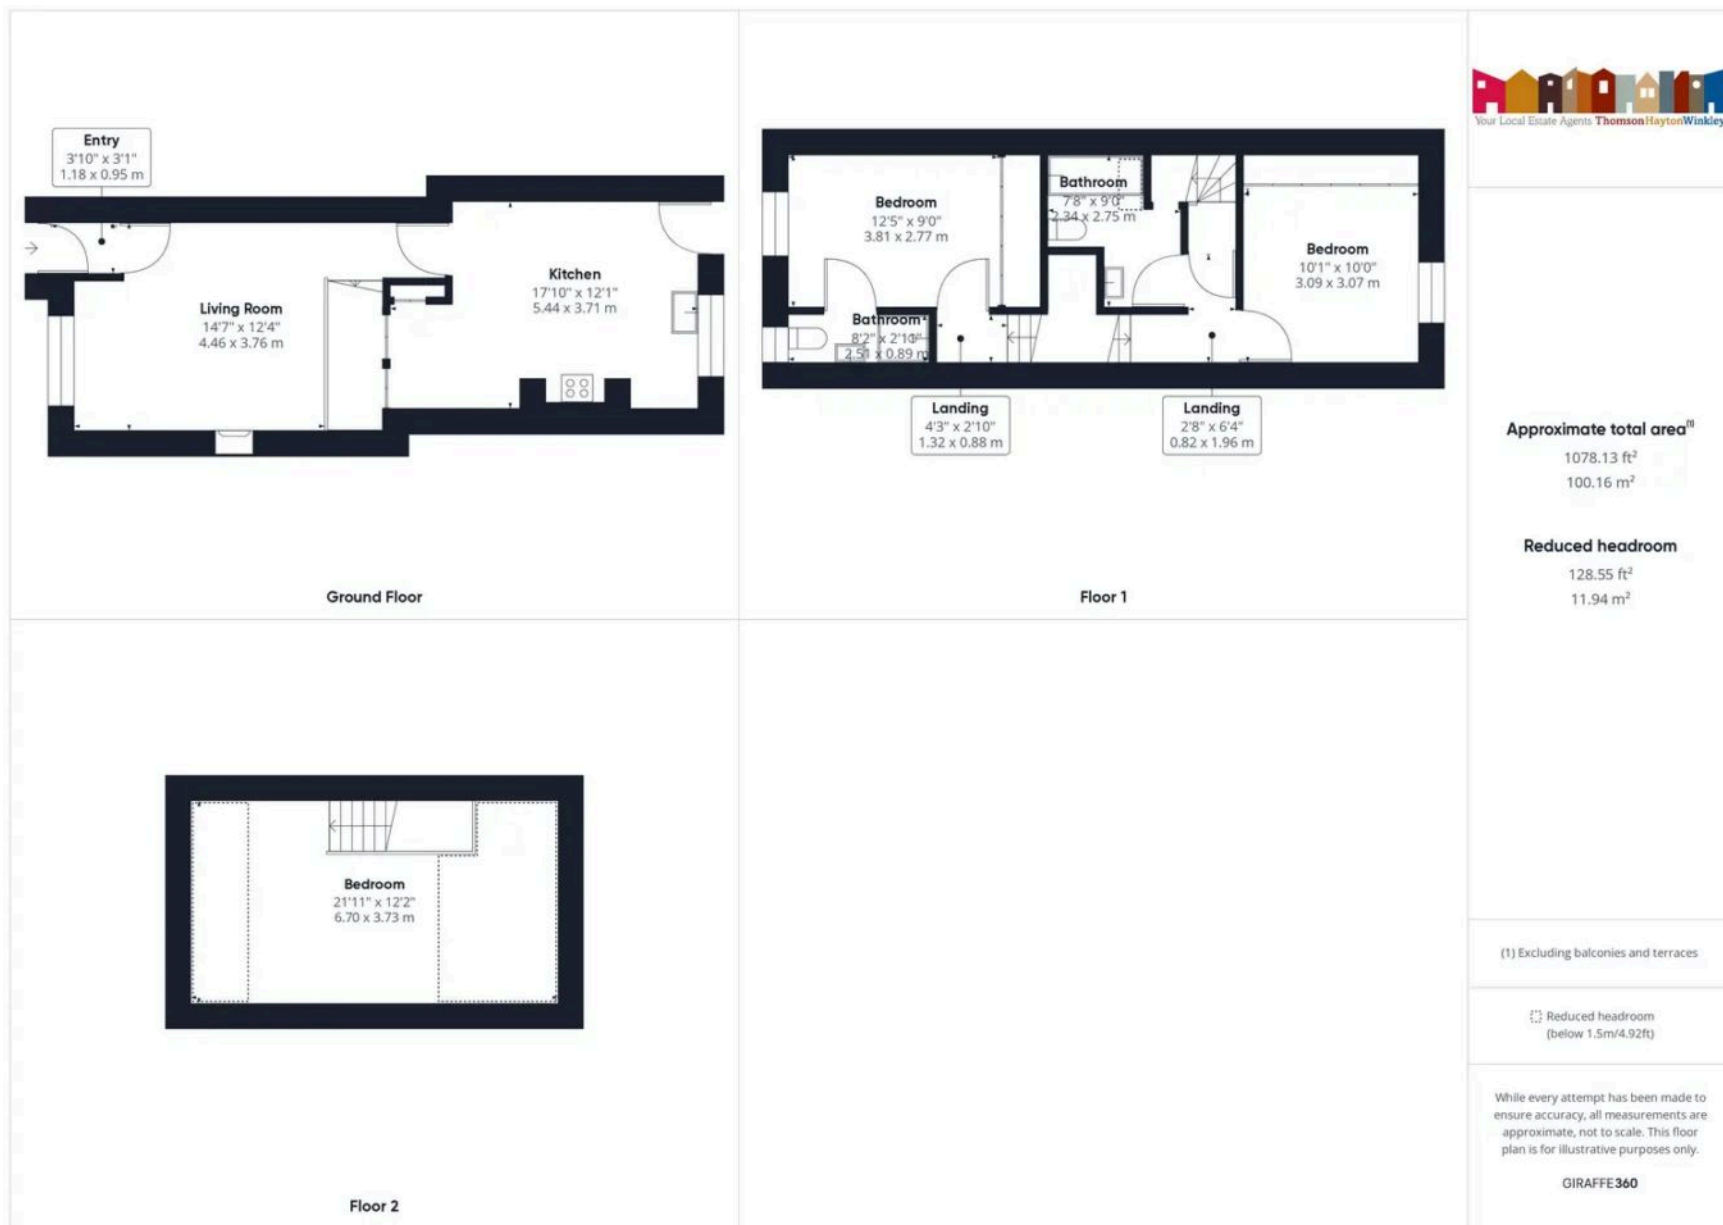 Entry
3'10" x 3'1"
1.18 x 0.95 m
Living Room
14'7" x 12'4"
4.46 x 3.76 m
Kitchen
17'10" x 12'1"
5.44 x 3.71 m
Ground Floor
Bedroom
12'5" x 9'0"
3.81 x 2.77 m
Bathroom
7'8" x 9'0"
2.34 x 2.75 m
Bedroom
10'1" x 10'0"
3.09 x 3.07 m
Bathroom
8'2" x 2'11"
2.51 x 0.89 m
Landing
4'3" x 2'10"
1.32 x 0.88 m
Landing
2'8" x 6'4"
0.82 x 1.96 m
Floor 1
Bedroom
21'11" x 12'2"
6.70 x 3.73 m
Floor 2
Your Local Estate Agents ThomsonHaytonWinkley
Approximate total area(1)
1078.13 ft²
100.16 m²
Reduced headroom
128.55 ft²
11.94 m²
(1) Excluding balconies and terraces
Reduced headroom
(below 1.5m/4.92ft)
While every attempt has been made to
ensure accuracy, all measurements are
approximate, not to scale. This floor
plan is for illustrative purposes only.
GIRAFFE360